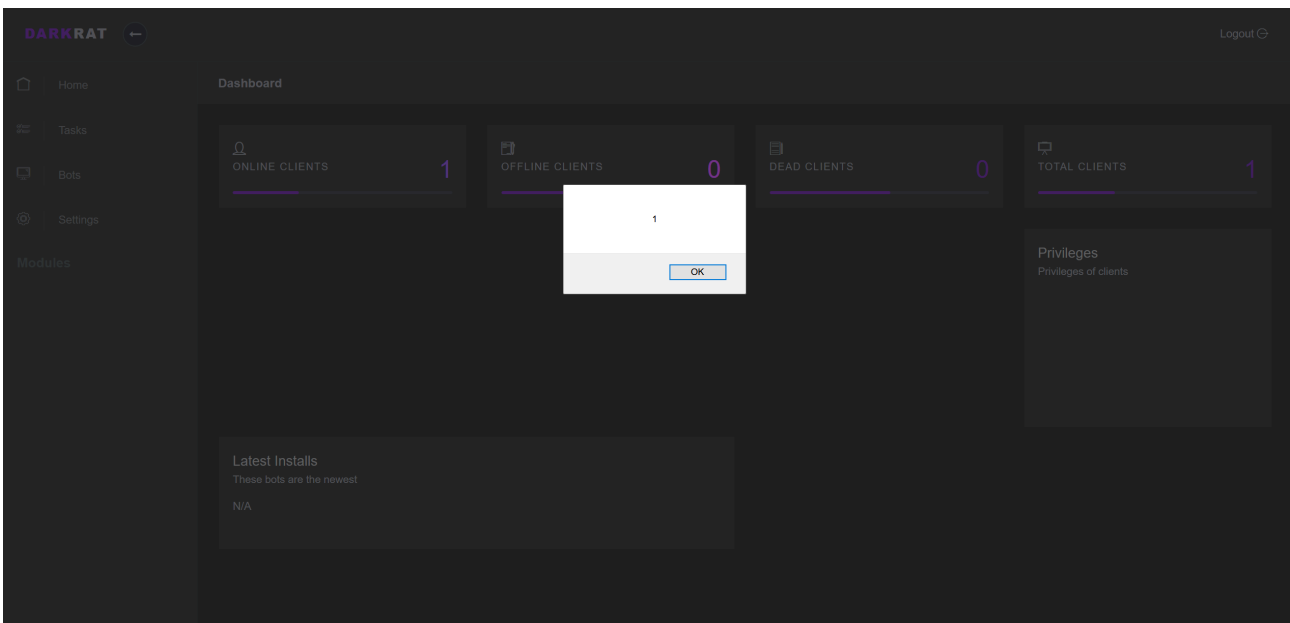 DARKRAT
Logout
Home
Tasks
Bots
Settings
Modules
Dashboard
ONLINE CLIENTS
1
OFFLINE CLIENTS
0
DEAD CLIENTS
0
TOTAL CLIENTS
1
1
OK
Privileges
Privileges of clients
Latest Installs
These bots are the newest
N/A